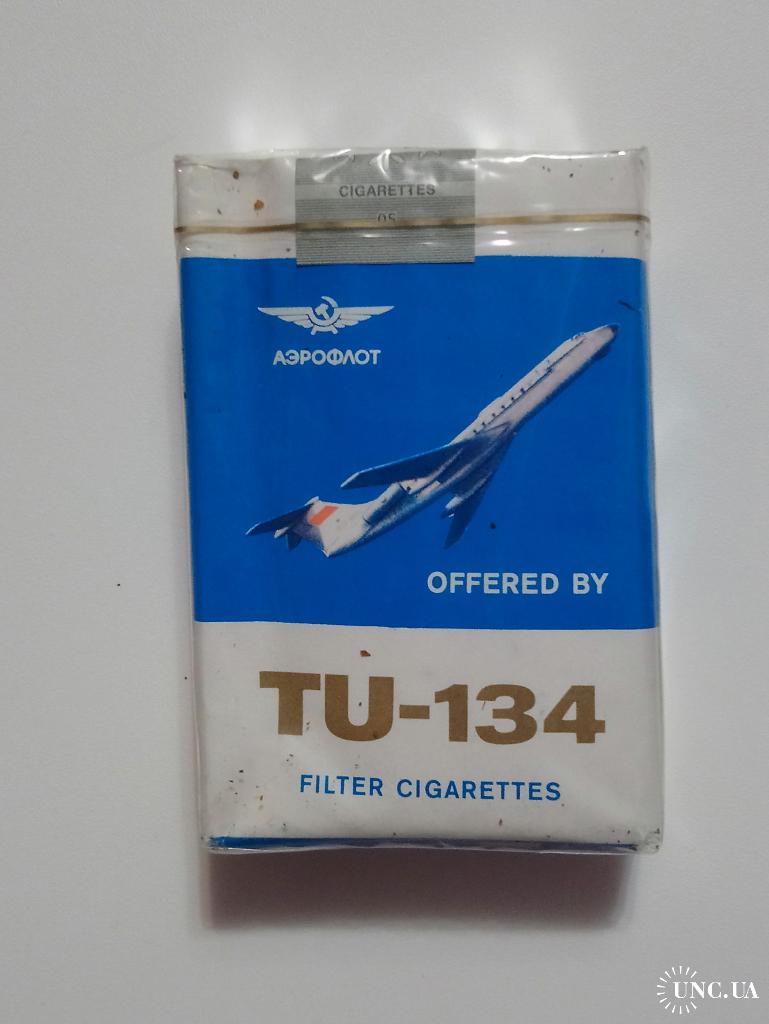 CIGARETTES
АЭРОФЛОТ
OFFERED BY
TU-134
FILTER CIGARETTES
UNC.UA